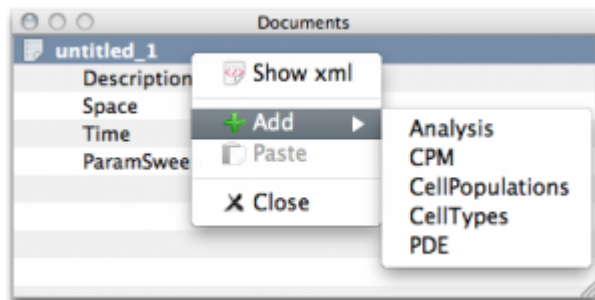 Documents
untitled_1
Description
Space
Time
ParamSwee
Show xml
Add
Paste
Close
Analysis
CPM
CellPopulations
CellTypes
PDE